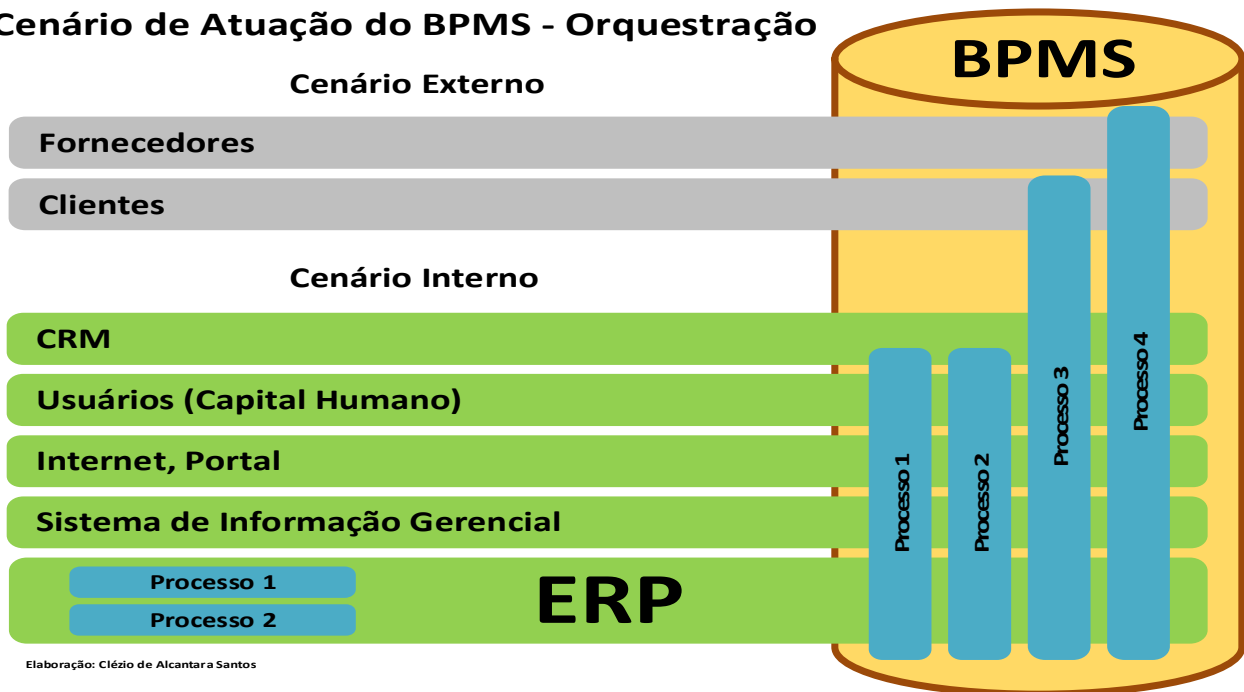 Cenário de Atuação do BPMS - Orquestração
BPMS
Cenário Externo
Fornecedores
Clientes
Cenário Interno
CRM
Usuários (Capital Humano)
Internet, Portal
Sistema de Informação Gerencial
ERP
Processo 1
Processo 2
Processo 1
Processo 2
Processo 3
Processo 4
Elaboração: Clézio de Alcantara Santos